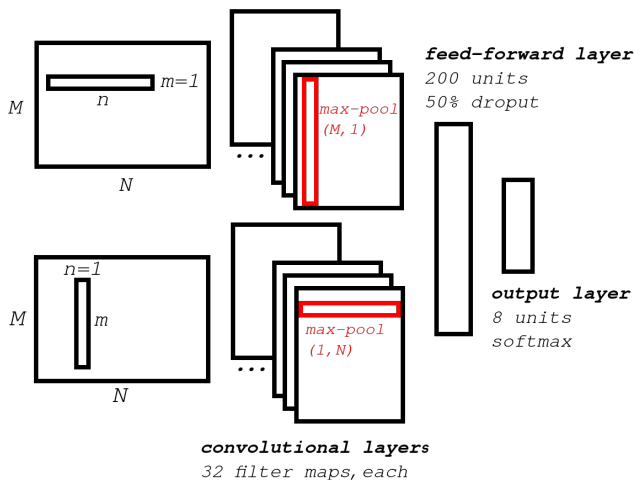 m=1
n
M
N
max-pool
(M,1)
...
feed-forward layer
200 units
50% droput
n=1
m
M
N
max-pool
(1,N)
...
output layer
8 units
softmax
convolutional layers
32 filter maps, each